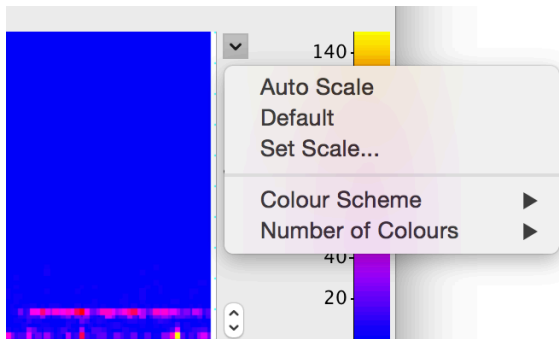 140
Auto Scale
Default
Set Scale...
Colour Scheme
Number of Colours
40
20